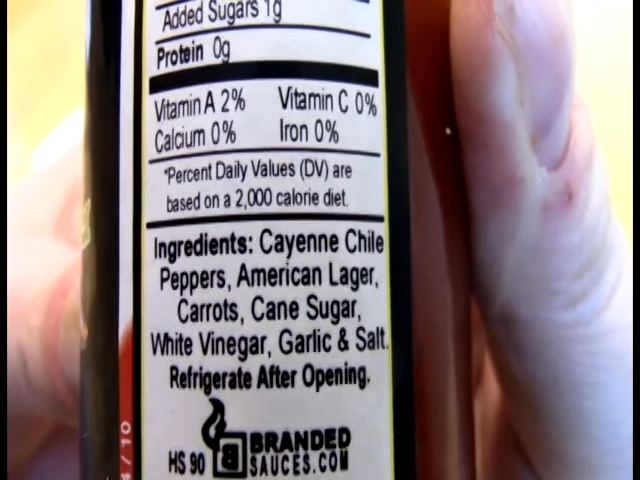 Added Sugars 1g
Protein 0g
Vitamin A 2% Vitamin C 0%
Calcium 0% Iron 0%
*Percent Daily Values (DV) are
based on a 2,000 calorie diet.
Ingredients: Cayenne Chile
Peppers, American Lager,
Carrots, Cane Sugar,
White Vinegar, Garlic & Salt.
Refrigerate After Opening.
HS 90 B BRANDED
SAUCES.COM
/10